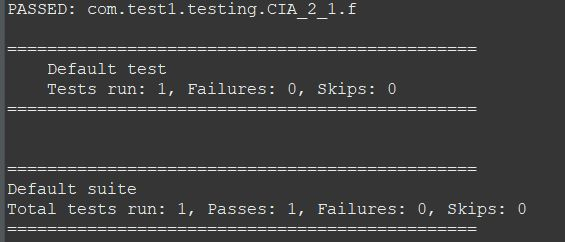 PASSED: com.test1.testing.CIA_2_1.f
===============================================
    Default test
    Tests run: 1, Failures: 0, Skips: 0
===============================================
===============================================
Default suite
Total tests run: 1, Passes: 1, Failures: 0, Skips: 0
===============================================